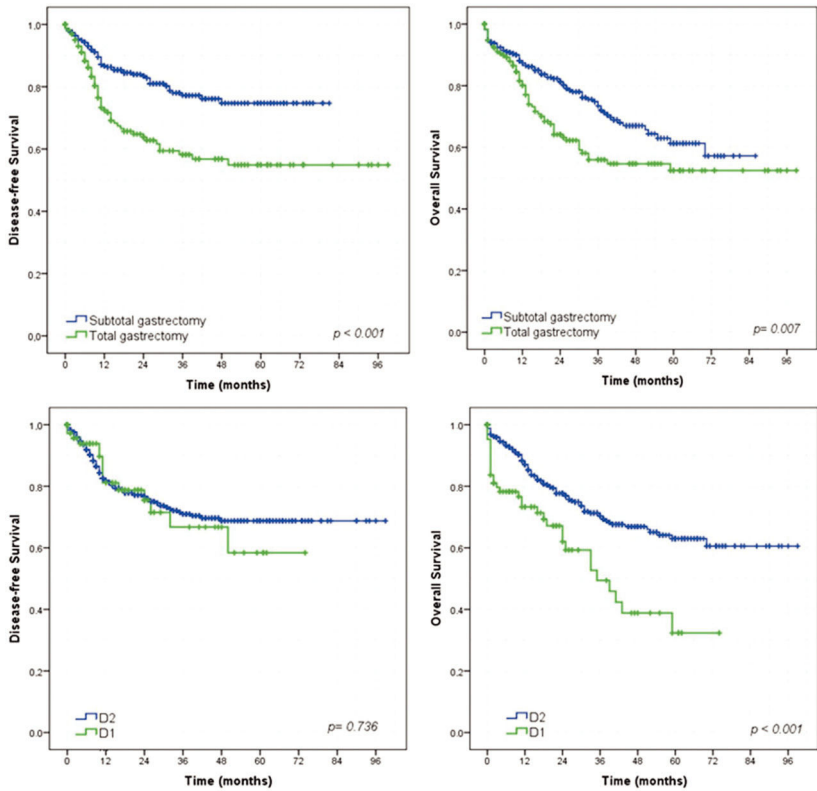 Disease-free Survival
1,0
0,8
0,6
0,4
0,2
0,0
Subtotal gastrectomy
Total gastrectomy
p < 0.001
0 12 24 36 48 60 72 84 96
Time (months)
Overall Survival
1,0
0,8
0,6
0,4
0,2
0,0
Subtotal gastrectomy
Total gastrectomy
p= 0.007
0 12 24 36 48 60 72 84 96
Time (months)
Disease-free Survival
1,0
0,8
0,6
0,4
0,2
0,0
D2
D1
p= 0.736
0 12 24 36 48 60 72 84 96
Time (months)
Overall Survival
1,0
0,8
0,6
0,4
0,2
0,0
D2
D1
p < 0.001
0 12 24 36 48 60 72 84 96
Time (months)